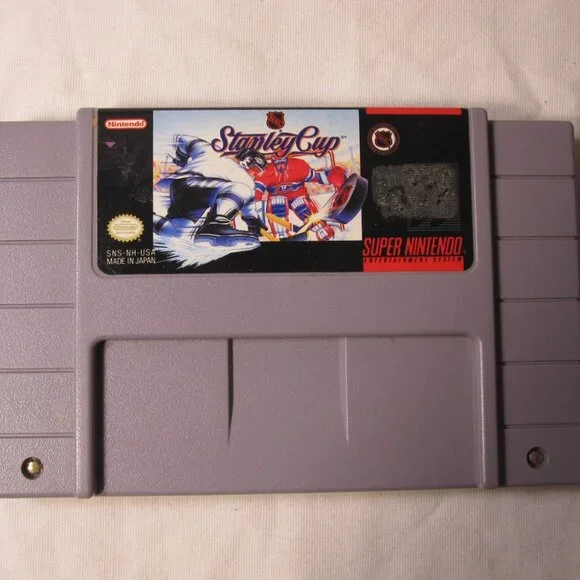 Nintendo
Stanley Cup
SNS-NH-USA
MADE IN JAPAN
SUPER NINTENDO
ENTERTAINMENT SYSTEM